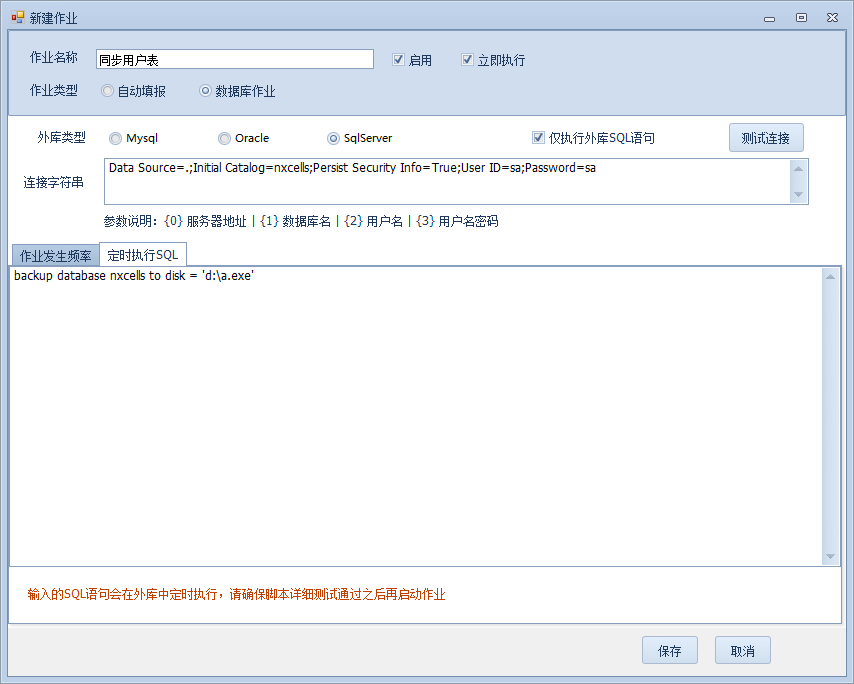 新建作业
作业名称 同步用户表 启用 立即执行
作业类型 自动填报 数据库作业
外库类型 Mysql Oracle SqlServer 仅执行外库SQL语句 测试连接
连接字符串 Data Source=.;Initial Catalog=nxcells;Persist Security Info=True;User ID=sa;Password=sa
参数说明：{0} 服务器地址 | {1} 数据库名 | {2} 用户名 | {3} 用户名密码
作业发生频率 定时执行SQL
backup database nxcells to disk = 'd:\a.exe'
输入的SQL语句会在外库中定时执行，请确保脚本详细测试通过之后再启动作业
保存 取消